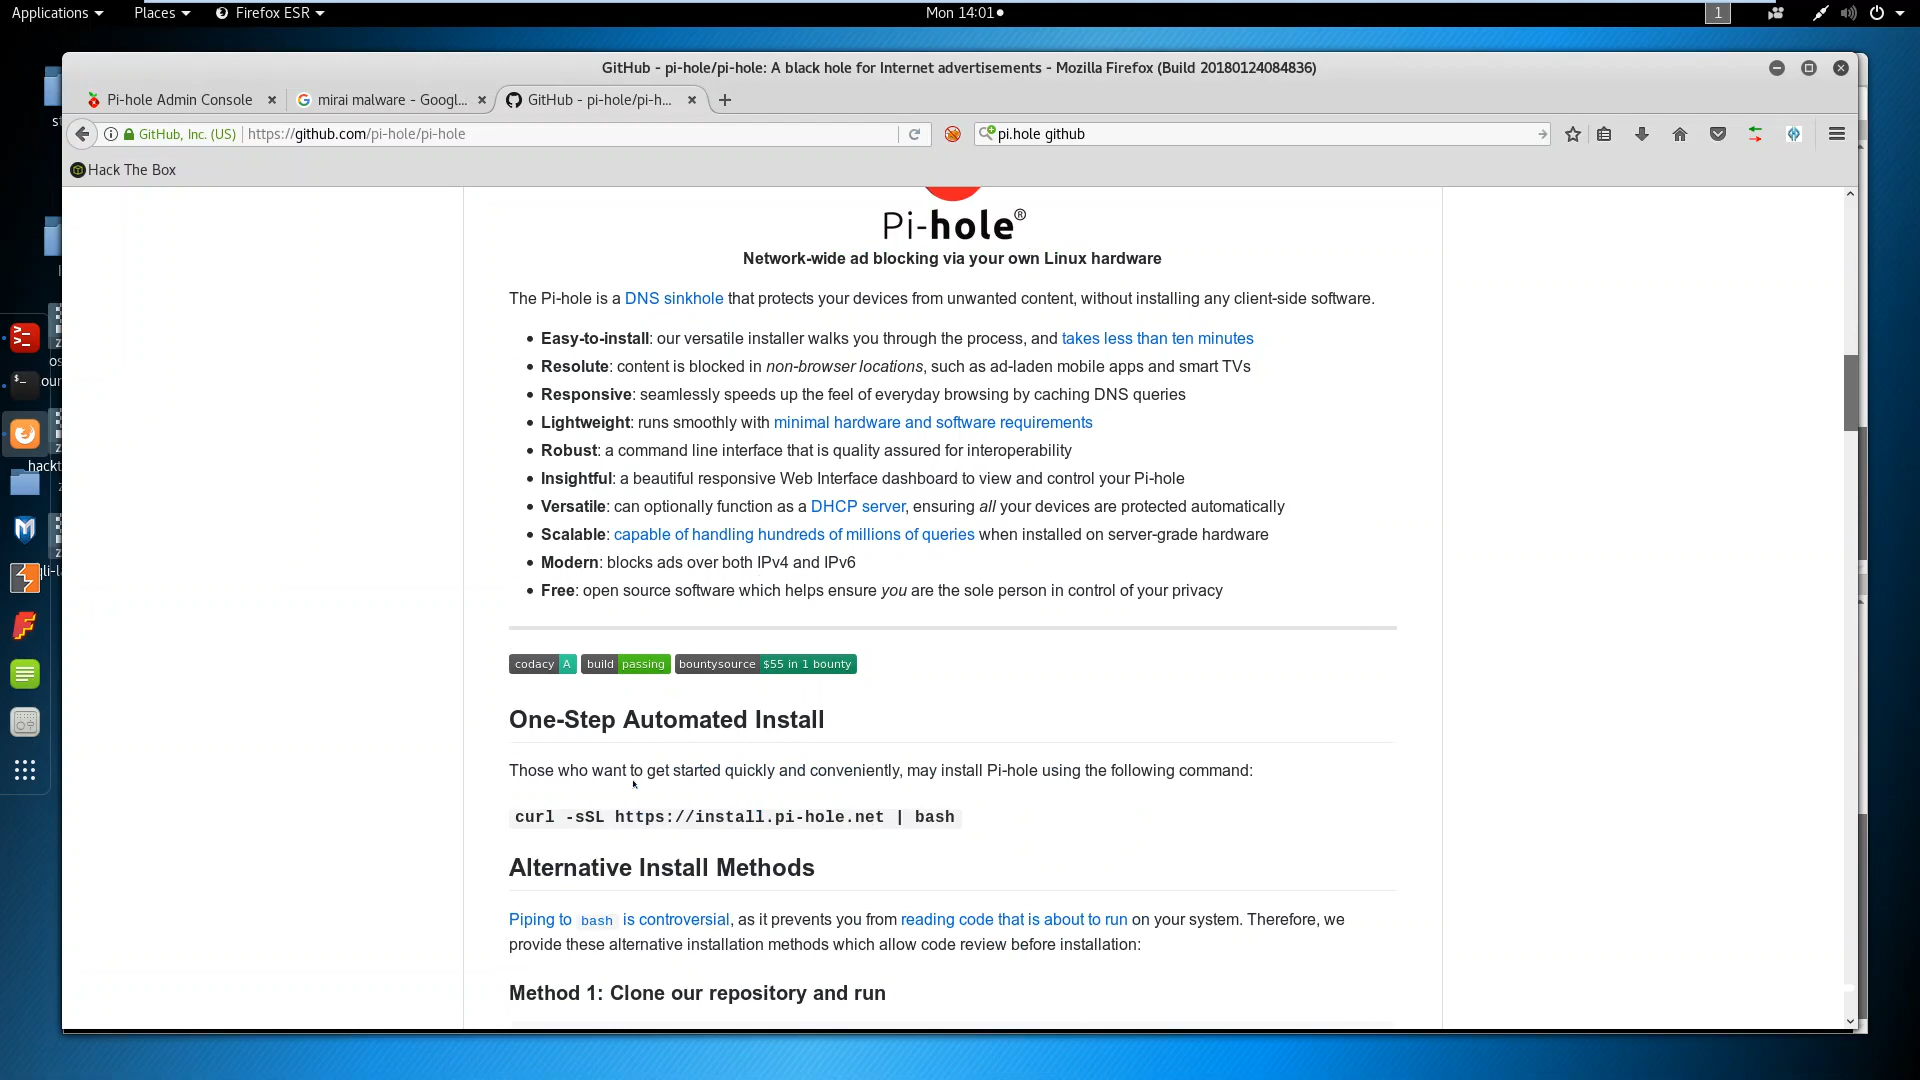 Applications Places Firefox ESR Mon 14:01 1
GitHub - pi-hole/pi-hole: A black hole for Internet advertisements - Mozilla Firefox (Build 20180124084836)
Pi-hole Admin Console mirai malware - Googl... GitHub - pi-hole/pi-h...
GitHub, Inc. (US) https://github.com/pi-hole/pi-hole pi.hole github
Hack The Box
Pi-hole®
Network-wide ad blocking via your own Linux hardware
The Pi-hole is a DNS sinkhole that protects your devices from unwanted content, without installing any client-side software.
Easy-to-install: our versatile installer walks you through the process, and takes less than ten minutes
Resolute: content is blocked in non-browser locations, such as ad-laden mobile apps and smart TVs
Responsive: seamlessly speeds up the feel of everyday browsing by caching DNS queries
Lightweight: runs smoothly with minimal hardware and software requirements
Robust: a command line interface that is quality assured for interoperability
Insightful: a beautiful responsive Web Interface dashboard to view and control your Pi-hole
Versatile: can optionally function as a DHCP server, ensuring all your devices are protected automatically
Scalable: capable of handling hundreds of millions of queries when installed on server-grade hardware
Modern: blocks ads over both IPv4 and IPv6
Free: open source software which helps ensure you are the sole person in control of your privacy
codacy A build passing bountysource $55 in 1 bounty
One-Step Automated Install
Those who want to get started quickly and conveniently, may install Pi-hole using the following command:
curl -sSL https://install.pi-hole.net | bash
Alternative Install Methods
Piping to bash is controversial, as it prevents you from reading code that is about to run on your system. Therefore, we
provide these alternative installation methods which allow code review before installation:
Method 1: Clone our repository and run